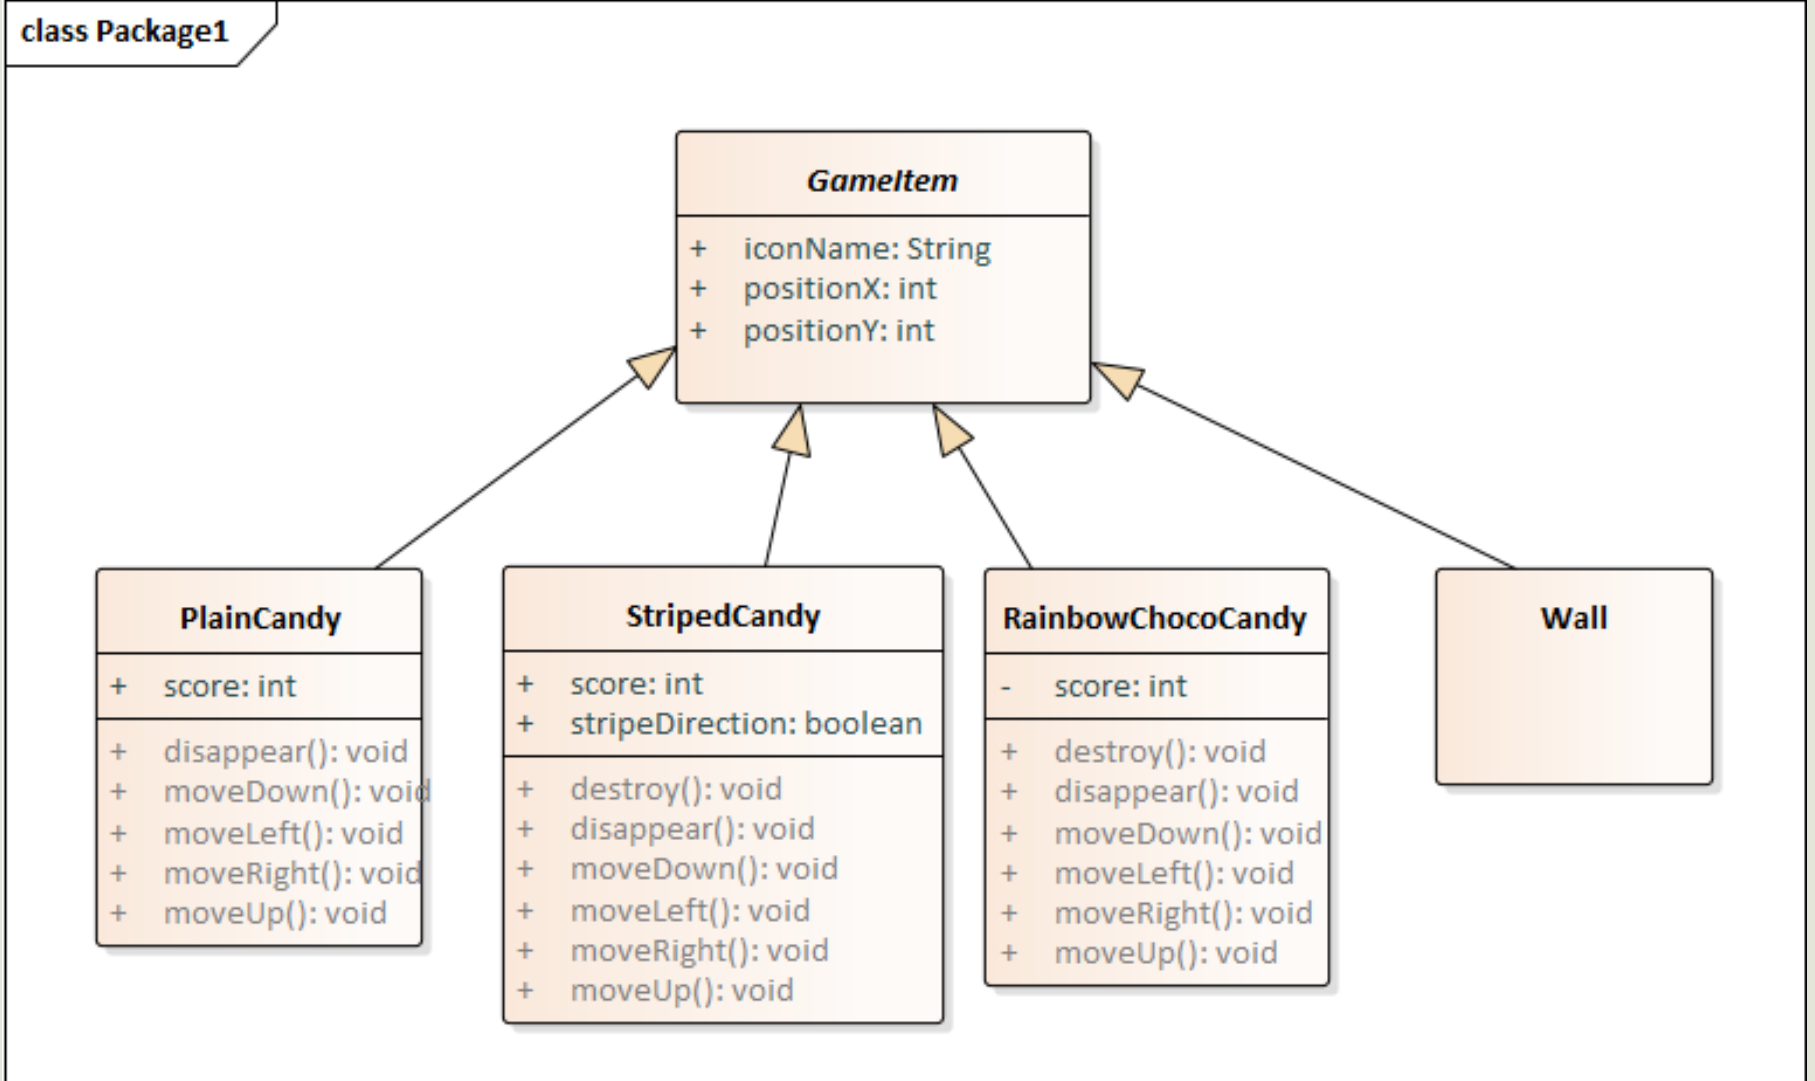 class Package1
GameItem
+ iconName: String
+ positionX: int
+ positionY: int
PlainCandy
+ score: int
+ disappear(): void
+ moveDown(): void
+ moveLeft(): void
+ moveRight(): void
+ moveUp(): void
StripedCandy
+ score: int
+ stripeDirection: boolean
+ destroy(): void
+ disappear(): void
+ moveDown(): void
+ moveLeft(): void
+ moveRight(): void
+ moveUp(): void
RainbowChocoCandy
- score: int
+ destroy(): void
+ disappear(): void
+ moveDown(): void
+ moveLeft(): void
+ moveRight(): void
+ moveUp(): void
Wall